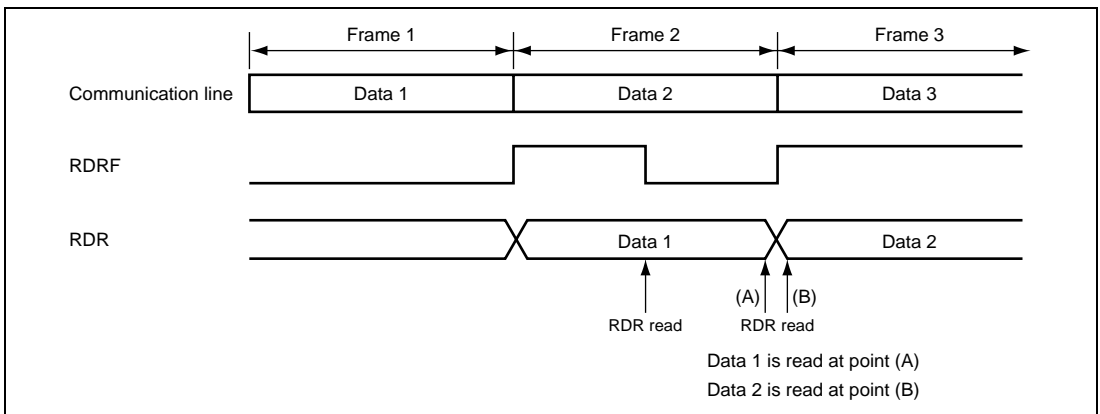 Frame 1 Frame 2 Frame 3
Communication line Data 1 Data 2 Data 3
RDRF
RDR Data 1 Data 2
(A) (B)
RDR read RDR read
Data 1 is read at point (A)
Data 2 is read at point (B)